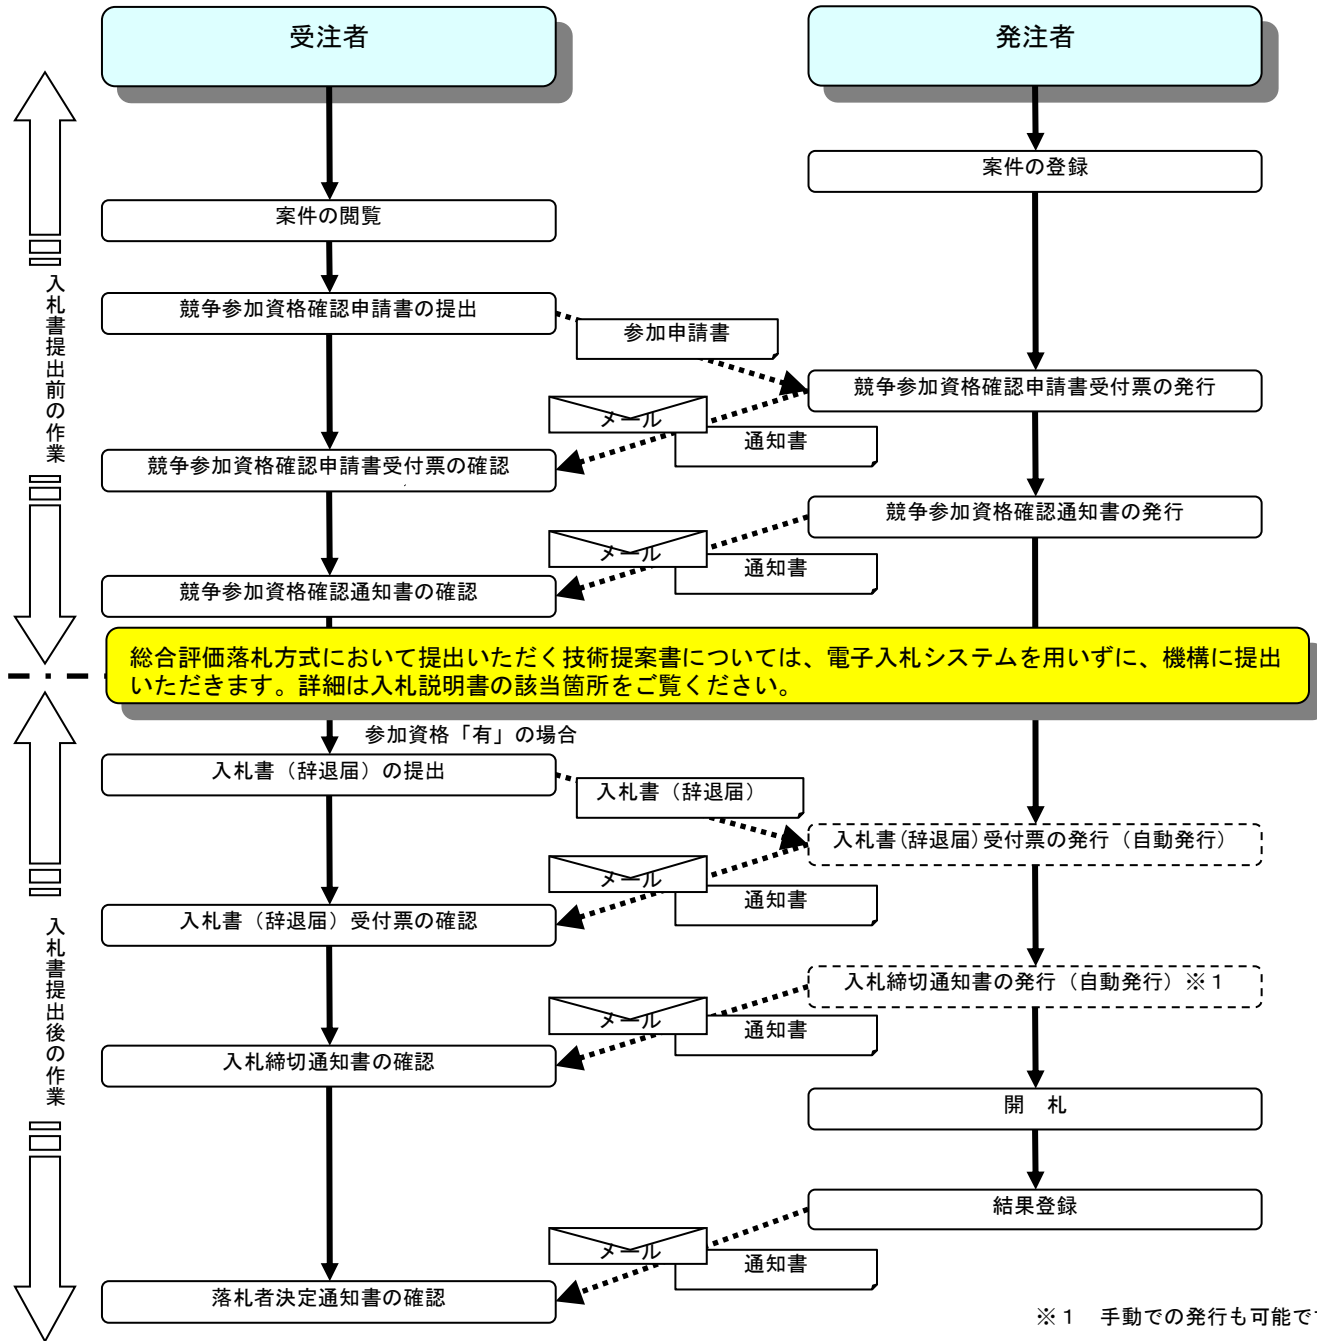 受注者
発注者
案件の登録
案件の閲覧
競争参加資格確認申請書の提出
参加申請書
競争参加資格確認申請書受付票の発行
メール
通知書
競争参加資格確認申請書受付票の確認
競争参加資格確認通知書の発行
メール
通知書
競争参加資格確認通知書の確認
入札書提出前の作業
総合評価落札方式において提出いただく技術提案書については、電子入札システムを用いずに、機構に提出
いただきます。詳細は入札説明書の該当箇所をご覧ください。
参加資格「有」の場合
入札書（辞退届）の提出
入札書（辞退届）
入札書(辞退届)受付票の発行（自動発行）
メール
通知書
入札書（辞退届）受付票の確認
入札締切通知書の発行（自動発行）※１
メール
通知書
入札締切通知書の確認
入札書提出後の作業
開　札
結果登録
メール
通知書
落札者決定通知書の確認
※１　手動での発行も可能で